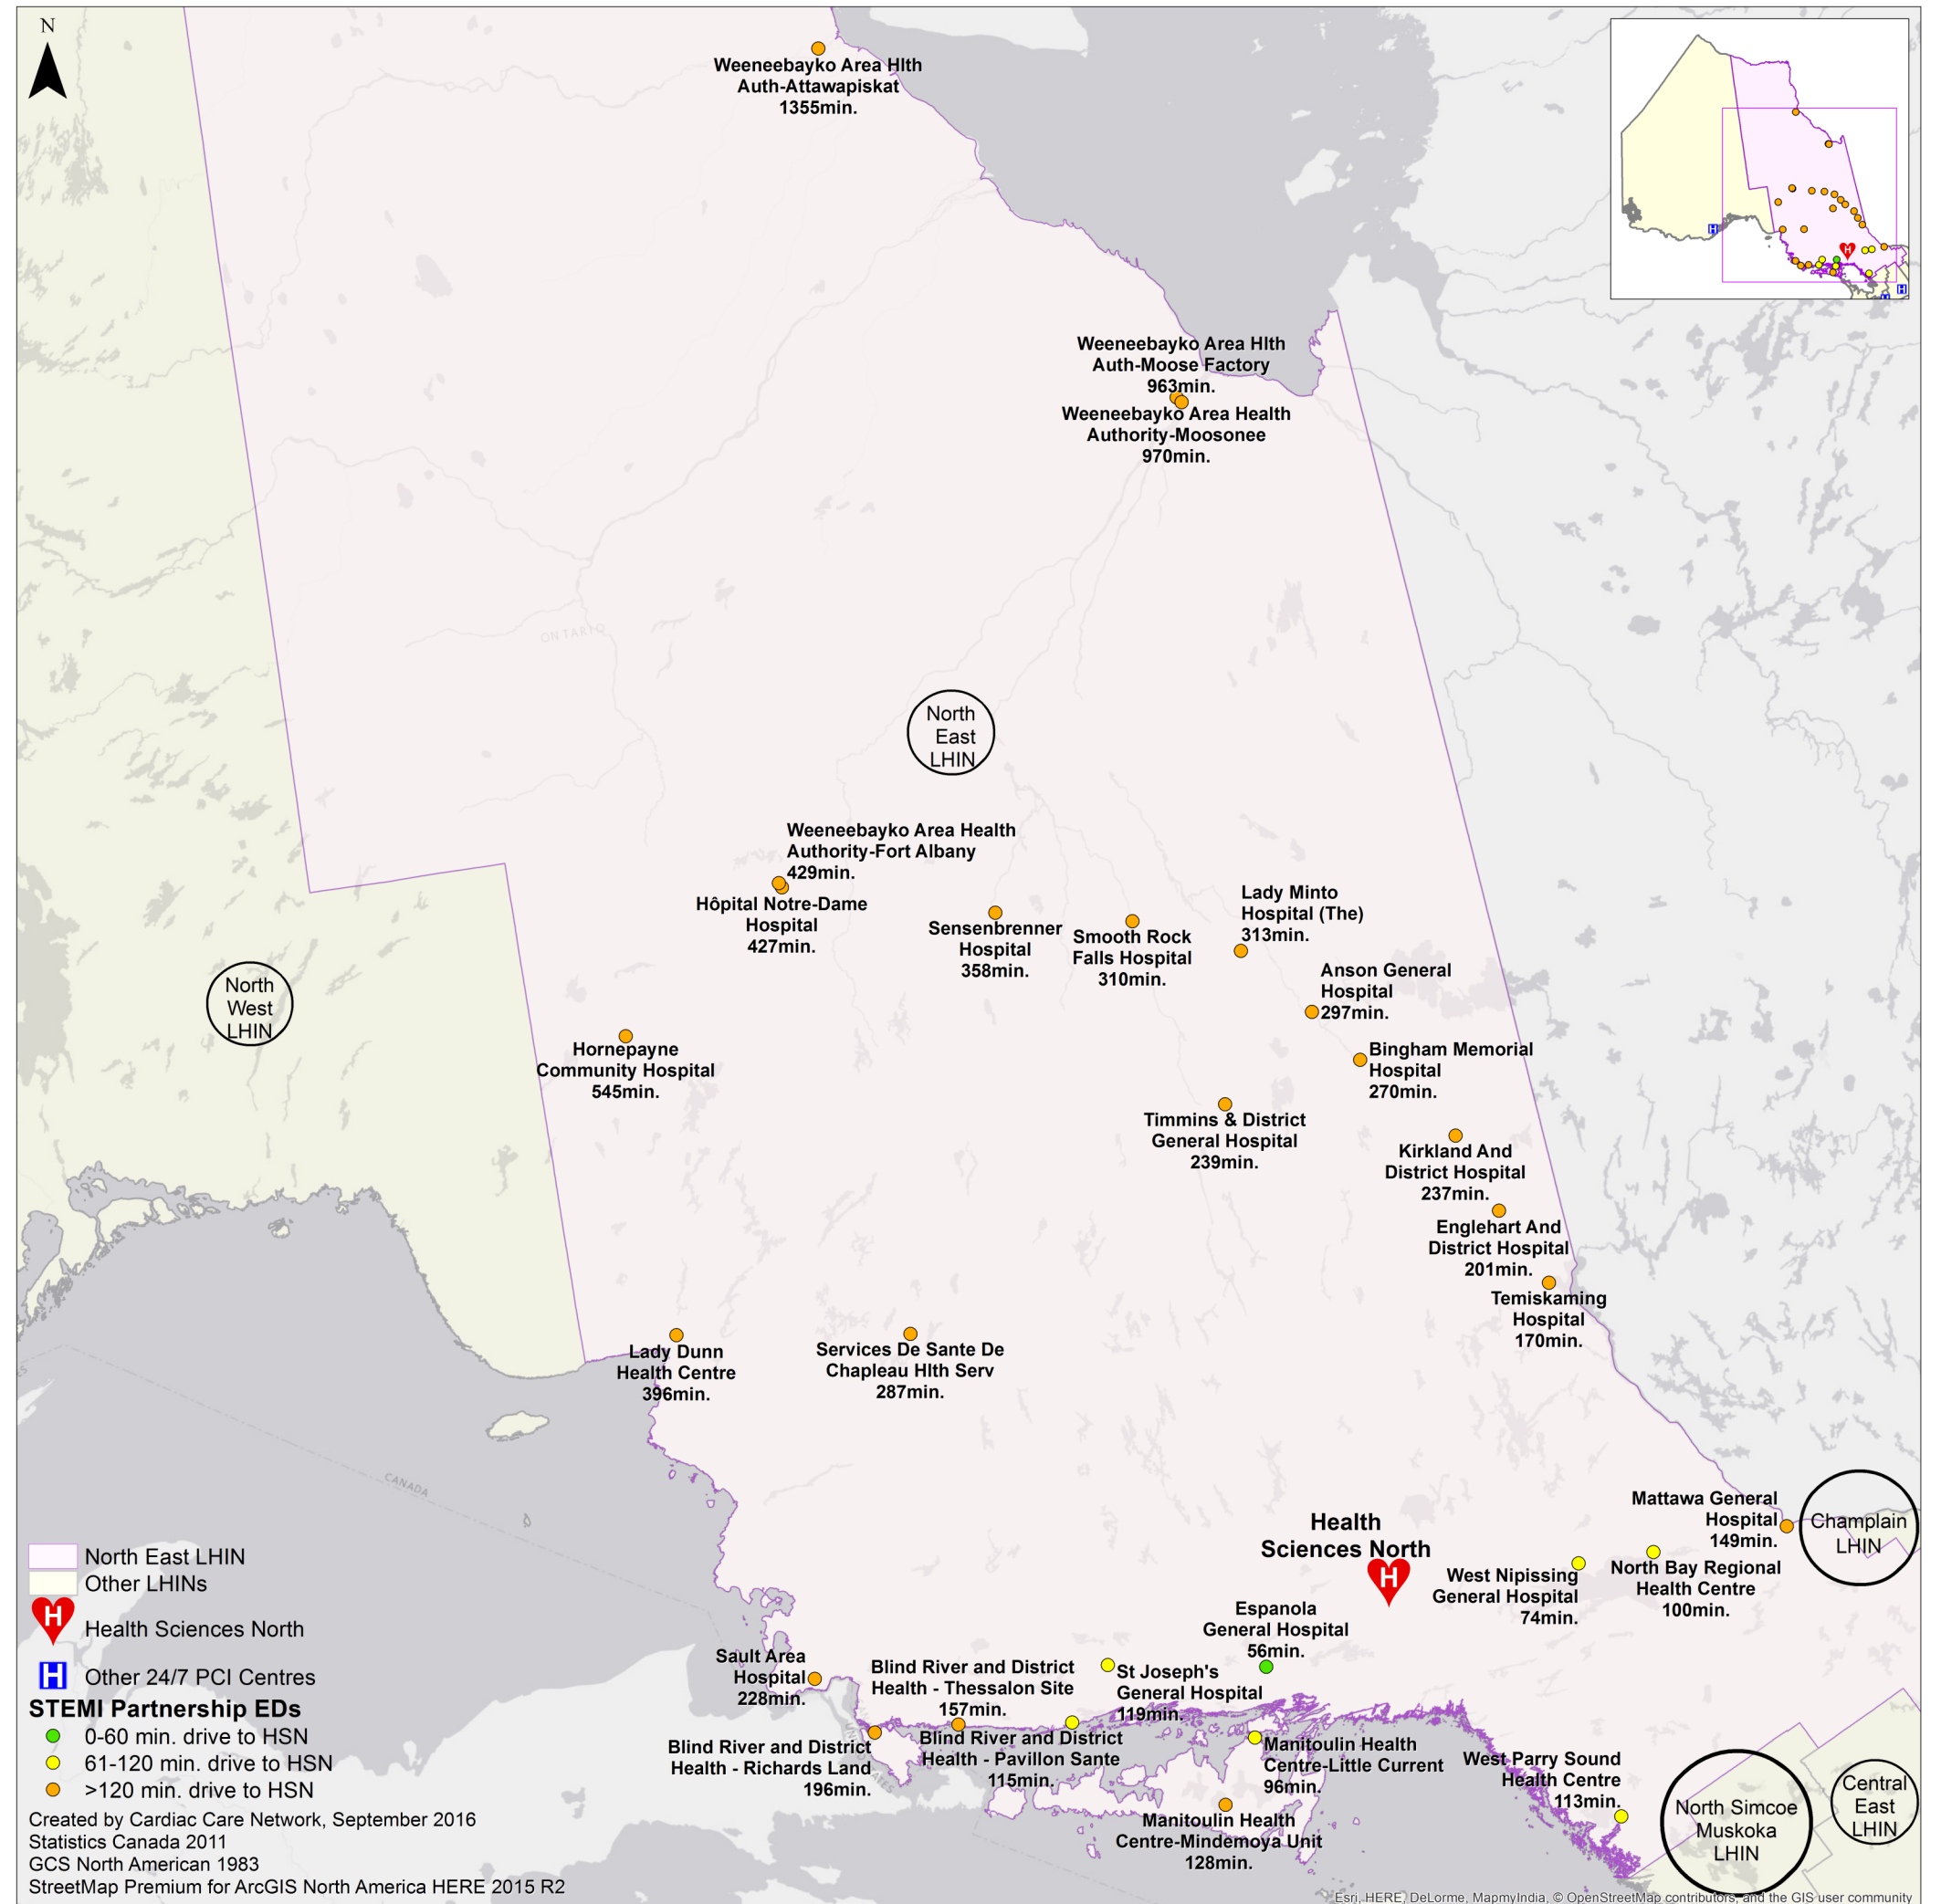 N
Weeneebayko Area Hlth
Auth-Attawapiskat
1355min.
Weeneebayko Area Hlth
Auth-Moose Factory
963min.
Weeneebayko Area Health
Authority-Moosonee
970min.
ONTARIO
North
East
LHIN
Weeneebayko Area Health
Authority-Fort Albany
429min.
Hôpital Notre-Dame
Hospital
427min.
Sensenbrenner
Hospital
358min.
Smooth Rock
Falls Hospital
310min.
Lady Minto
Hospital (The)
313min.
Anson General
Hospital
297min.
North
West
LHIN
Hornepayne
Community Hospital
545min.
Bingham Memorial
Hospital
270min.
Timmins & District
General Hospital
239min.
Kirkland And
District Hospital
237min.
Englehart And
District Hospital
201min.
Temiskaming
Hospital
170min.
Lady Dunn
Health Centre
396min.
Services De Sante De
Chapleau Hlth Serv
287min.
CANADA
Mattawa General
Hospital
149min.
Champlain
LHIN
Health
Sciences North
H
West Nipissing
General Hospital
74min.
North Bay Regional
Health Centre
100min.
Espanola
General Hospital
56min.
Sault Area
Hospital
228min.
Blind River and District
Health - Thessalon Site
157min.
St Joseph's
General Hospital
119min.
Blind River and District
Health - Richards Land
196min.
Blind River and District
Health - Pavillon Sante
115min.
Manitoulin Health
Centre-Little Current
96min.
Manitoulin Health
Centre-Mindemoya Unit
128min.
West Parry Sound
Health Centre
113min.
North Simcoe
Muskoka
LHIN
Central
East
LHIN
North East LHIN
Other LHINs
H
Health Sciences North
H
Other 24/7 PCI Centres
STEMI Partnership EDs
0-60 min. drive to HSN
61-120 min. drive to HSN
>120 min. drive to HSN
Created by Cardiac Care Network, September 2016
Statistics Canada 2011
GCS North American 1983
StreetMap Premium for ArcGIS North America HERE 2015 R2
Esri, HERE, DeLorme, MapmyIndia, © OpenStreetMap contributors, and the GIS user community